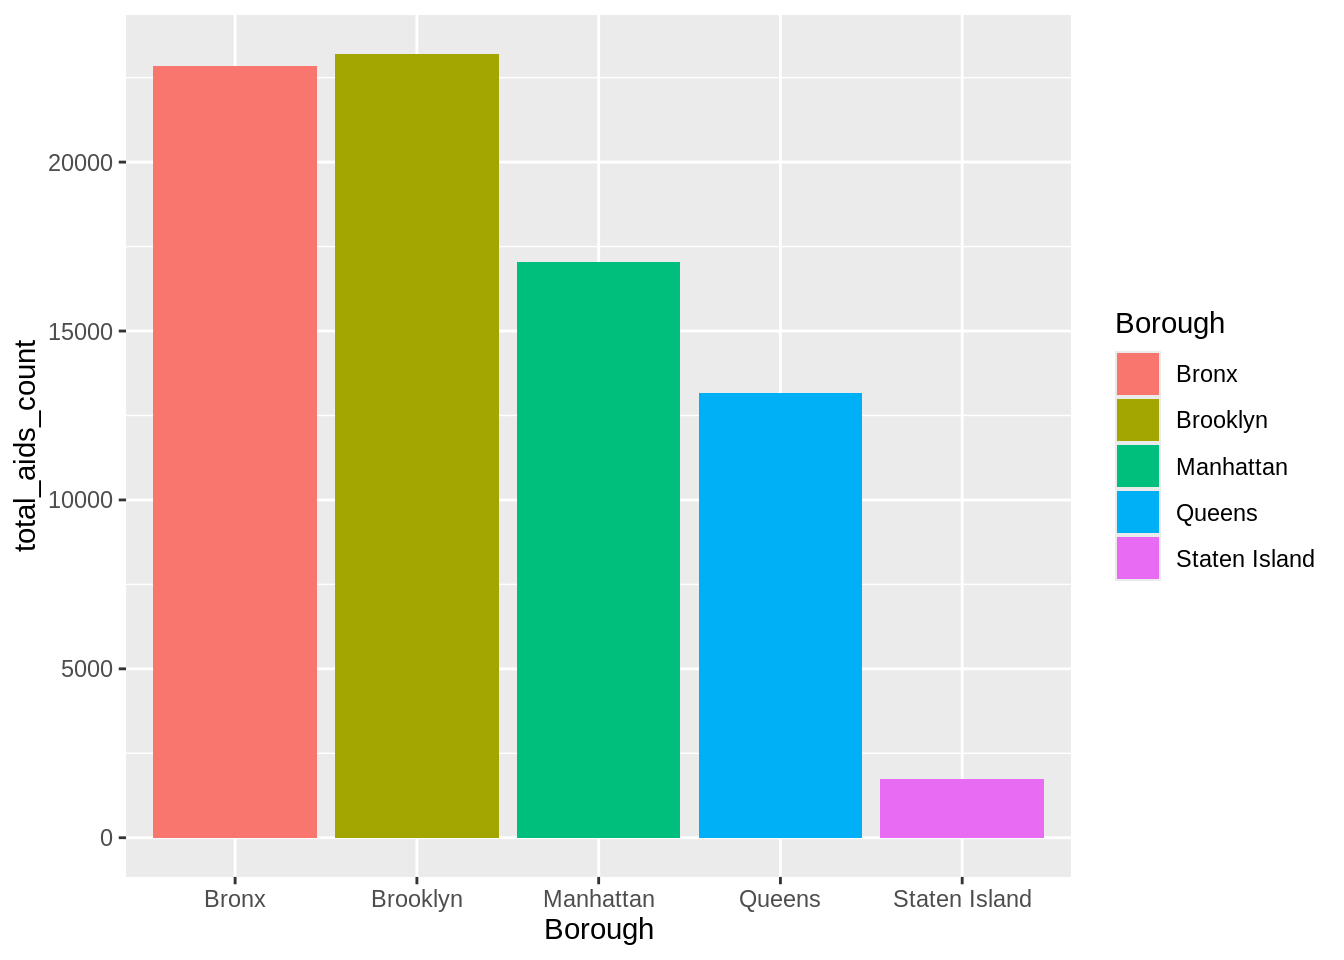 total_aids_count
20000
15000
10000
5000
0
Bronx Brooklyn Manhattan Queens Staten Island
Borough
Borough
Bronx
Brooklyn
Manhattan
Queens
Staten Island